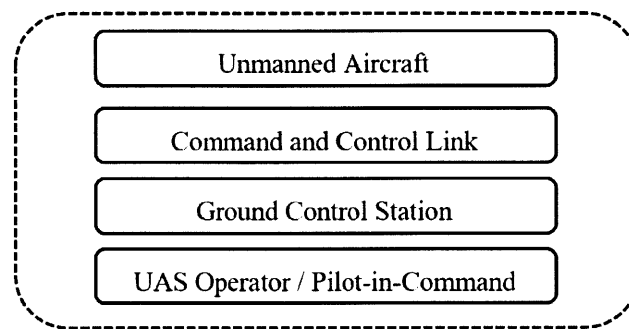 Unmanned Aircraft
Command and Control Link
Ground Control Station
UAS Operator / Pilot-in-Command